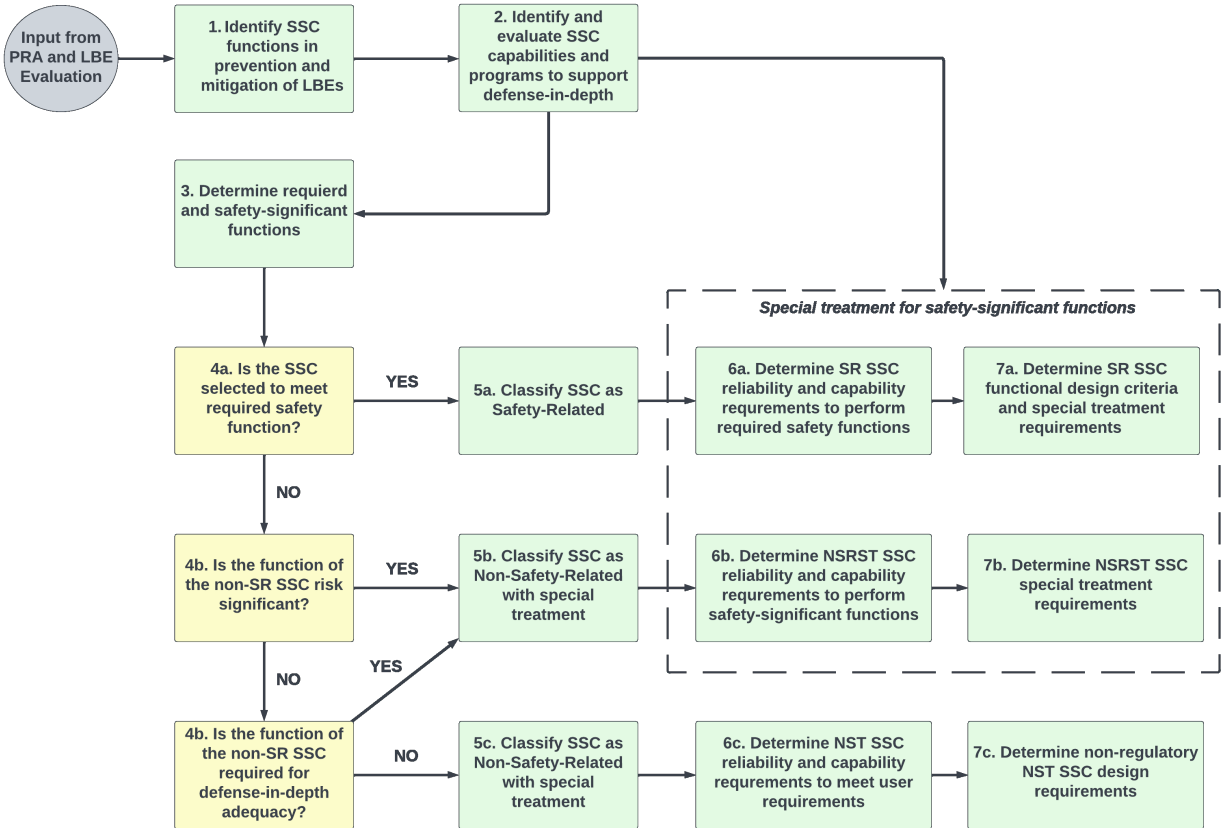 Input from
PRA and LBE
Evaluation
1. Identify SSC
functions in
prevention and
mitigation of LBEs
2. Identify and
evaluate SSC
capabilities and
programs to support
defense-in-depth
3. Determine requierd
and safety-significant
functions
Special treatment for safety-significant functions
4a. Is the SSC
selected to meet
required safety
function?
YES
5a. Classify SSC as
Safety-Related
6a. Determine SR SSC
reliability and capability
requrements to perform
required safety functions
7a. Determine SR SSC
functional design criteria
and special treatment
requirements
NO
4b. Is the function of
the non-SR SSC risk
significant?
YES
5b. Classify SSC as
Non-Safety-Related
with special
treatment
6b. Determine NSRST SSC
reliability and capability
requrements to perform
safety-significant functions
7b. Determine NSRST SSC
special treatment
requirements
NO
YES
4b. Is the function of
the non-SR SSC
required for
defense-in-depth
adequacy?
NO
5c. Classify SSC as
Non-Safety-Related
with special
treatment
6c. Determine NST SSC
reliability and capability
requrements to meet user
requirements
7c. Determine non-regulatory
NST SSC design
requirements